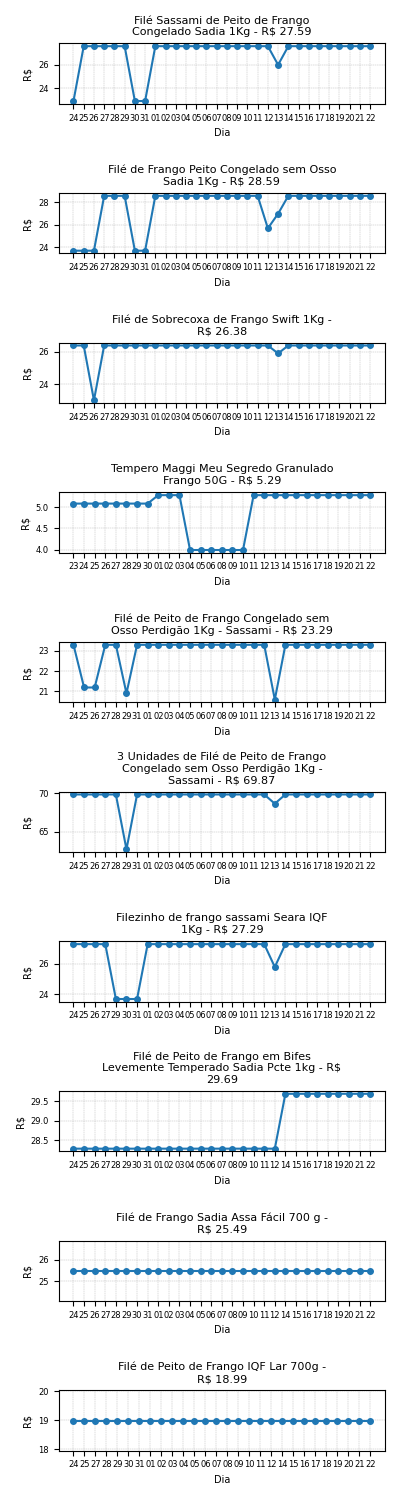 Filé Sassami de Peito de Frango
Congelado Sadia 1Kg - R$ 27.59
26
24
R$
24 25 26 27 28 29 30 31 01 02 03 04 05 06 07 08 09 10 11 12 13 14 15 16 17 18 19 20 21 22
Dia
Filé de Frango Peito Congelado sem Osso
Sadia 1Kg - R$ 28.59
28
26
24
R$
24 25 26 27 28 29 30 31 01 02 03 04 05 06 07 08 09 10 11 12 13 14 15 16 17 18 19 20 21 22
Dia
Filé de Sobrecoxa de Frango Swift 1Kg -
R$ 26.38
26
24
R$
24 25 26 27 28 29 30 31 01 02 03 04 05 06 07 08 09 10 11 12 13 14 15 16 17 18 19 20 21 22
Dia
Tempero Maggi Meu Segredo Granulado
Frango 50G - R$ 5.29
5.0
4.5
4.0
R$
23 24 25 26 27 28 30 31 01 02 03 04 05 06 07 08 09 10 11 12 13 14 15 16 18 19 20 21 22
Dia
Filé de Peito de Frango Congelado sem
Osso Perdigão 1Kg - Sassami - R$ 23.29
23
22
21
R$
24 25 26 27 28 29 30 31 01 02 03 04 05 06 07 08 09 10 11 12 13 14 15 16 17 18 19 20 21 22
Dia
3 Unidades de Filé de Peito de Frango
Congelado sem Osso Perdigão 1Kg -
Sassami - R$ 69.87
70
65
R$
24 25 26 27 28 29 30 31 01 02 03 04 05 06 07 08 09 10 11 12 13 14 15 16 17 18 19 20 21 22
Dia
Filezinho de frango sassami Seara IQF
1Kg - R$ 27.29
26
24
R$
24 25 26 27 28 29 30 31 01 02 03 04 05 06 07 08 09 10 11 12 13 14 15 16 17 18 19 20 21 22
Dia
Filé de Peito de Frango em Bifes
Levemente Temperado Sadia Pcte 1kg - R$
29.69
29.5
29.0
28.5
R$
24 25 26 27 28 29 30 31 01 02 03 04 05 06 07 08 09 10 11 12 14 15 16 17 18 19 20 21 22
Dia
Filé de Frango Sadia Assa Fácil 700 g -
R$ 25.49
26
25
R$
24 25 26 27 28 29 30 31 01 02 03 04 05 06 07 08 09 10 11 12 13 14 15 16 17 18 19 20 21 22
Dia
Filé de Peito de Frango IQF Lar 700g -
R$ 18.99
20
19
18
R$
24 25 27 28 29 30 31 01 02 03 04 05 06 07 08 09 10 11 12 13 14 15 16 17 18 19 20 21 22
Dia